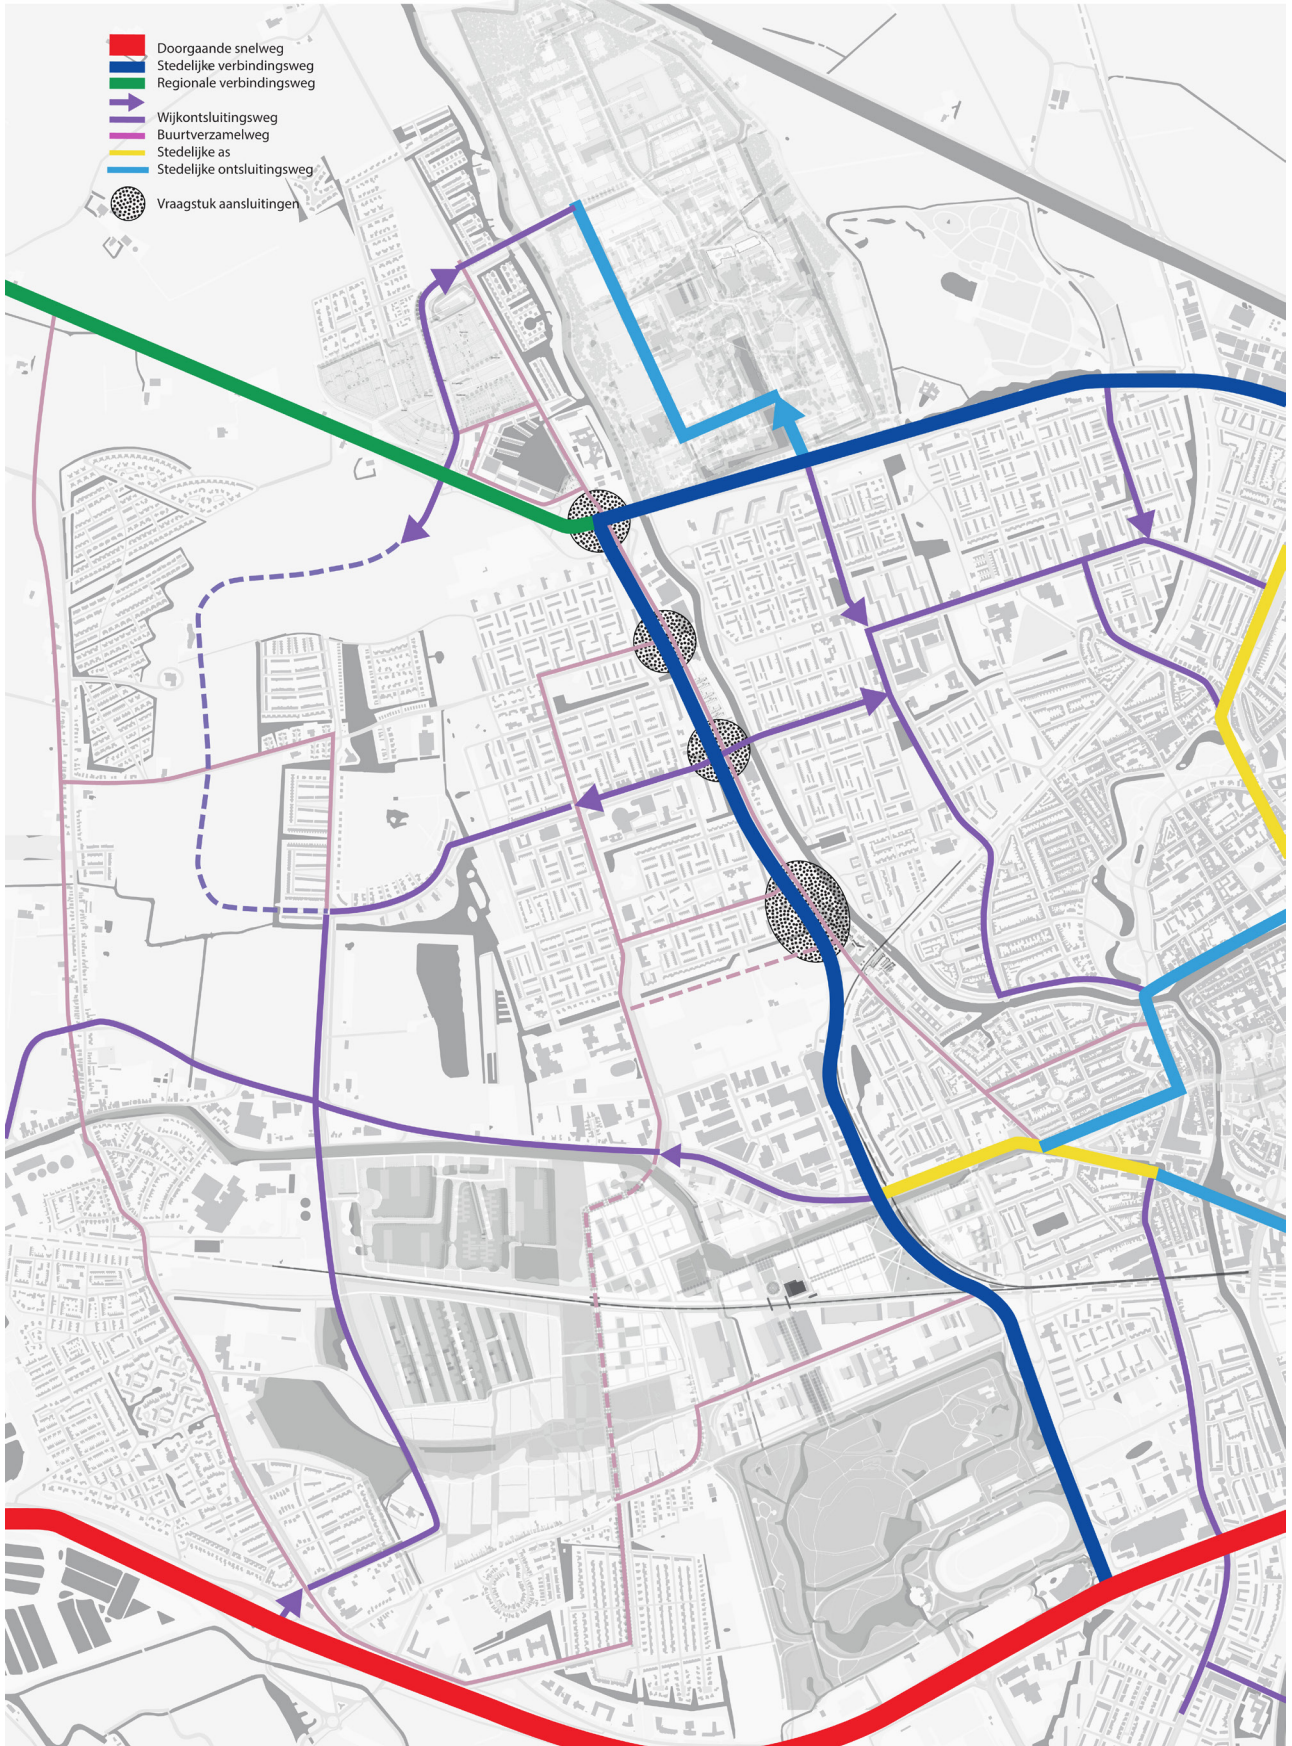 Doorgaande snelweg
Stedelijke verbindingsweg
Regionale verbindingsweg
Wijkontsluitingsweg
Buurtverzamelweg
Stedelijke as
Stedelijke ontsluitingsweg
Vraagstuk aansluitingen